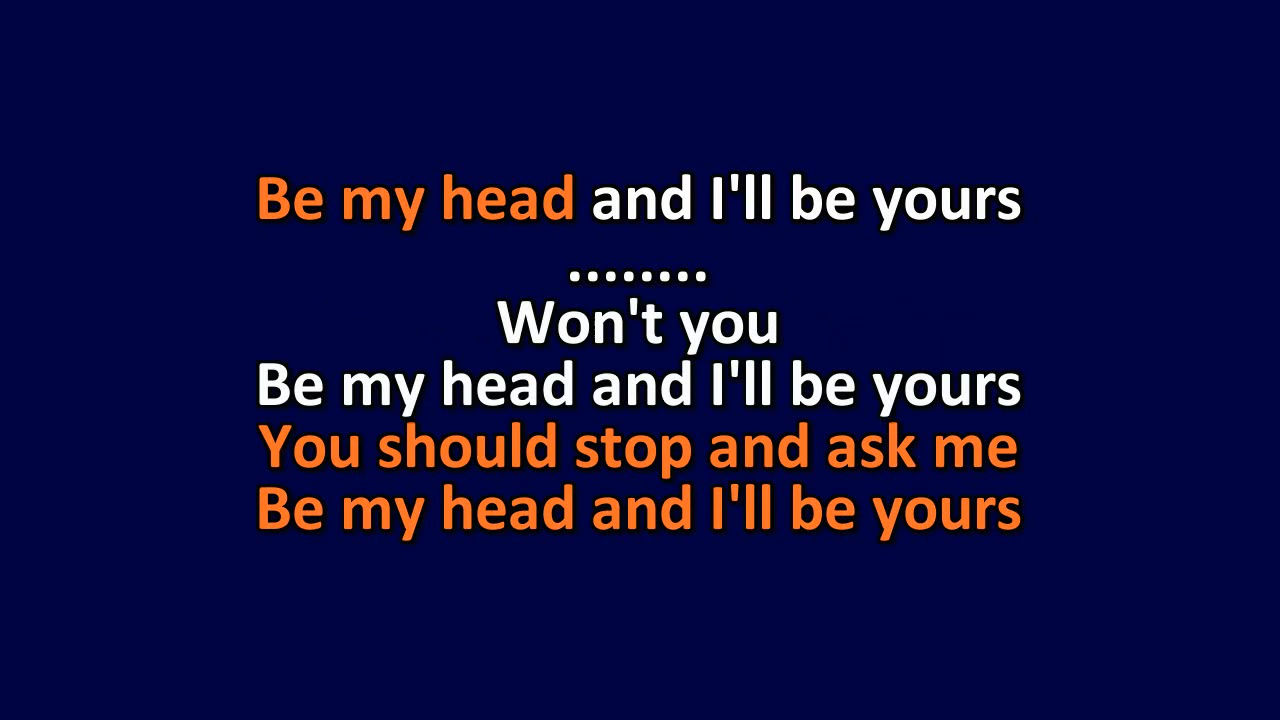 Be my head and I'll be yours
........
Won't you
Be my head and I'll be yours
You should stop and ask me
Be my head and I'll be yours